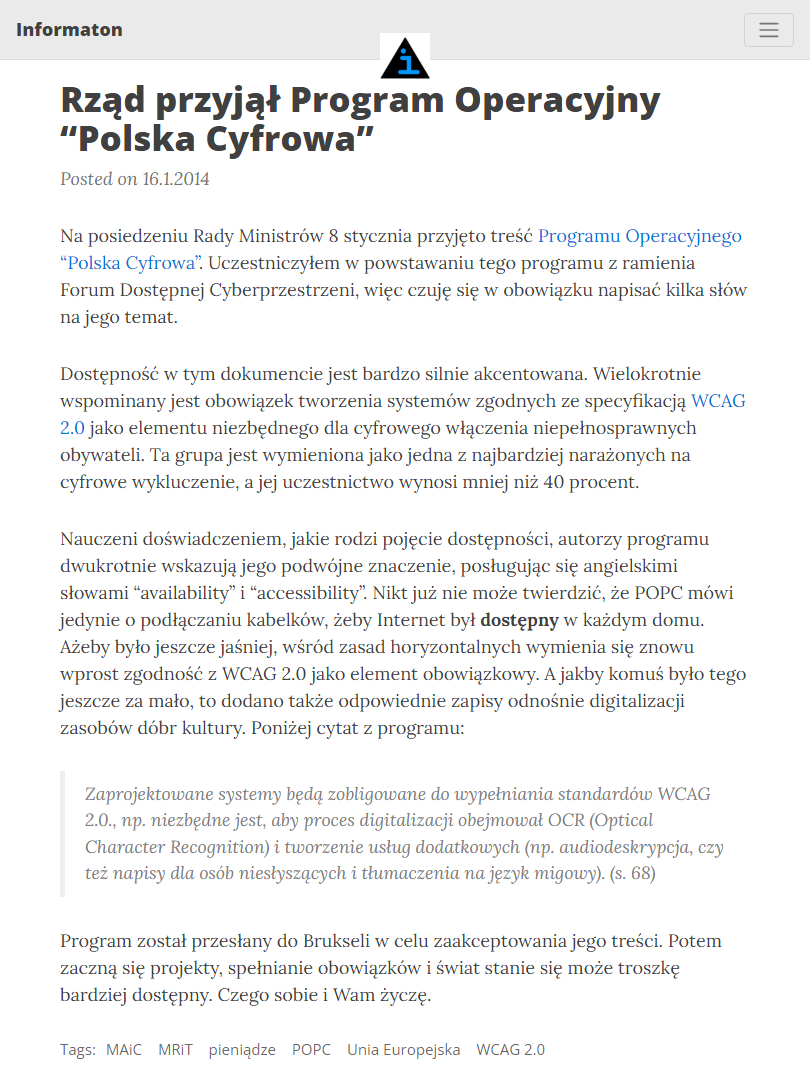 Informaton
Rząd przyjął Program Operacyjny
“Polska Cyfrowa”
Posted on 16.1.2014
Na posiedzeniu Rady Ministrów 8 stycznia przyjęto treść Programu Operacyjnego
“Polska Cyfrowa”. Uczestniczyłem w powstawaniu tego programu z ramienia
Forum Dostępnej Cyberprzestrzeni, więc czuję się w obowiązku napisać kilka słów
na jego temat.
Dostępność w tym dokumencie jest bardzo silnie akcentowana. Wielokrotnie
wspominany jest obowiązek tworzenia systemów zgodnych ze specyfikacją WCAG
2.0 jako elementu niezbędnego dla cyfrowego włączenia niepełnosprawnych
obywateli. Ta grupa jest wymieniona jako jedna z najbardziej narażonych na
cyfrowe wykluczenie, a jej uczestnictwo wynosi mniej niż 40 procent.
Nauczeni doświadczeniem, jakie rodzi pojęcie dostępności, autorzy programu
dwukrotnie wskazują jego podwójne znaczenie, posługując się angielskimi
słowami “availability” i “accessibility”. Nikt już nie może twierdzić, że POPC mówi
jedynie o podłączaniu kabelków, żeby Internet był dostępny w każdym domu.
Ażeby było jeszcze jaśniej, wśród zasad horyzontalnych wymienia się znowu
wprost zgodność z WCAG 2.0 jako element obowiązkowy. A jakby komuś było tego
jeszcze za mało, to dodano także odpowiednie zapisy odnośnie digitalizacji
zasobów dóbr kultury. Poniżej cytat z programu:
Zaprojektowane systemy będą zobligowane do wypełniania standardów WCAG
2.0., np. niezbędne jest, aby proces digitalizacji obejmował OCR (Optical
Character Recognition) i tworzenie usług dodatkowych (np. audiodeskrypcja, czy
też napisy dla osób niesłyszących i tłumaczenia na język migowy). (s. 68)
Program został przesłany do Brukseli w celu zaakceptowania jego treści. Potem
zaczną się projekty, spełnianie obowiązków i świat stanie się może troszkę
bardziej dostępny. Czego sobie i Wam życzę.
Tags: MAiC MRiT pieniądze POPC Unia Europejska WCAG 2.0